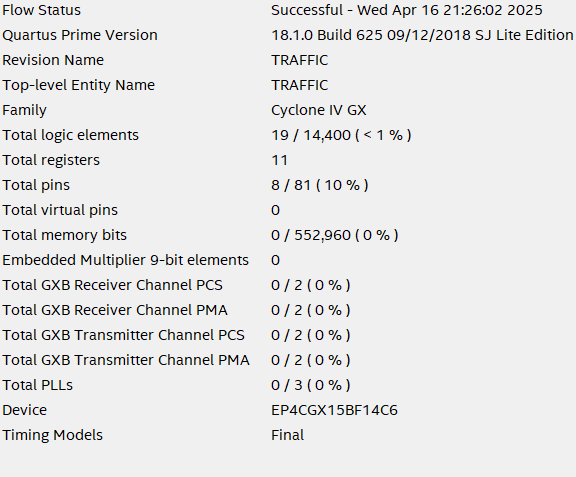 Flow Status Successful - Wed Apr 16 21:26:02 2025
Quartus Prime Version 18.1.0 Build 625 09/12/2018 SJ Lite Edition
Revision Name TRAFFIC
Top-level Entity Name TRAFFIC
Family Cyclone IV GX
Total logic elements 19 / 14,400 ( < 1 % )
Total registers 11
Total pins 8 / 81 ( 10 % )
Total virtual pins 0
Total memory bits 0 / 552,960 ( 0 % )
Embedded Multiplier 9-bit elements 0
Total GXB Receiver Channel PCS 0 / 2 ( 0 % )
Total GXB Receiver Channel PMA 0 / 2 ( 0 % )
Total GXB Transmitter Channel PCS 0 / 2 ( 0 % )
Total GXB Transmitter Channel PMA 0 / 2 ( 0 % )
Total PLLs 0 / 3 ( 0 % )
Device EP4CGX15BF14C6
Timing Models Final